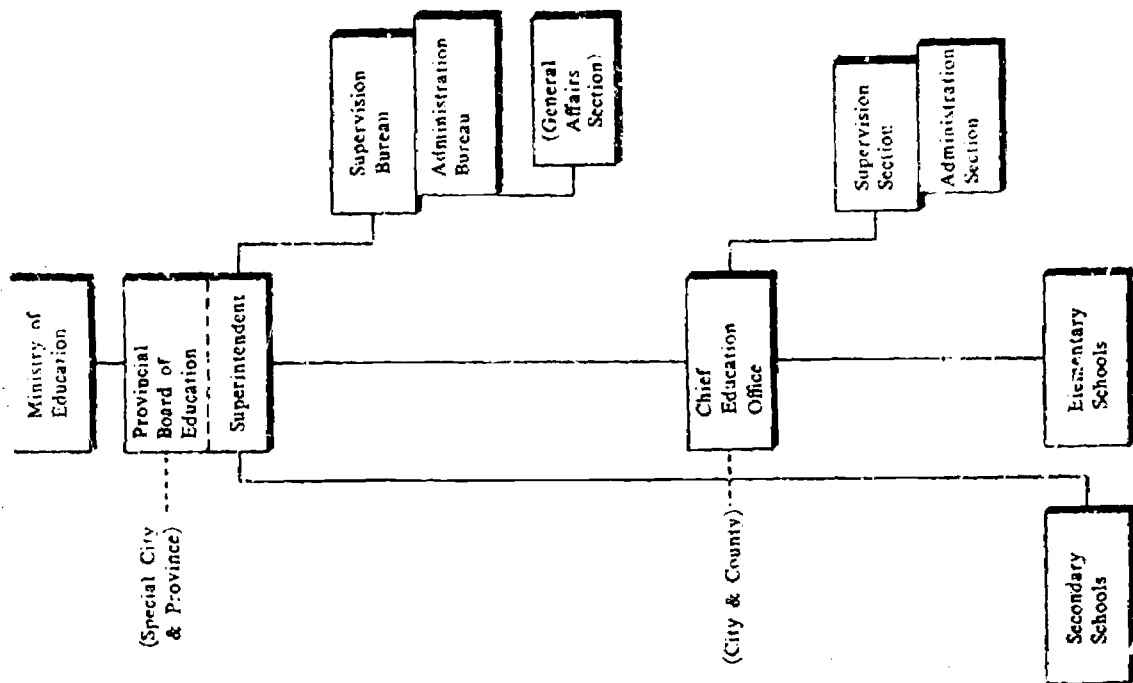 Ministry of
Education
Provincial
Board of
Education
Superintendent
(Special City
& Province)
Supervision
Bureau
Administration
Bureau
(General
Affairs
Section)
Chief
Education
Office
(City & County)
Supervision
Section
Administration
Section
Elementary
Schools
Secondary
Schools